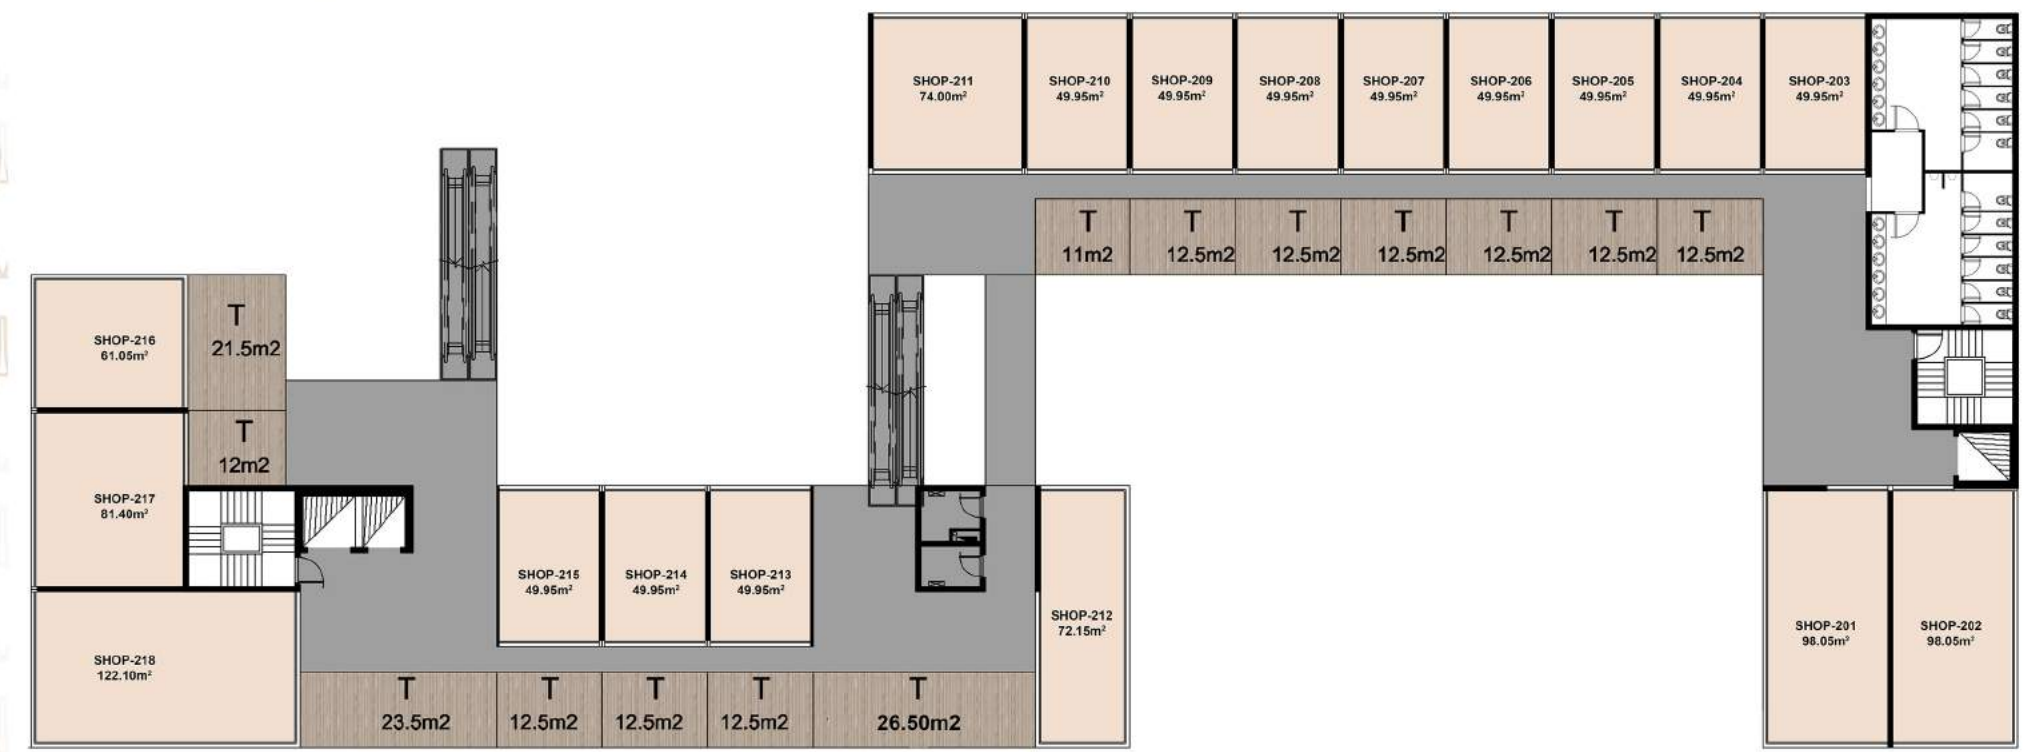 SHOP-211
74.00m²
SHOP-210
49.95m²
SHOP-209
49.95m²
SHOP-208
49.95m²
SHOP-207
49.95m²
SHOP-206
49.95m²
SHOP-205
49.95m²
SHOP-204
49.95m²
SHOP-203
49.95m²
T
11m2
T
12.5m2
T
12.5m2
T
12.5m2
T
12.5m2
T
12.5m2
T
12.5m2
SHOP-216
61.05m²
T
21.5m2
T
12m2
SHOP-217
81.40m²
SHOP-215
49.95m²
SHOP-214
49.95m²
SHOP-213
49.95m²
SHOP-212
72.15m²
SHOP-201
98.05m²
SHOP-202
98.05m²
SHOP-218
122.10m²
T
23.5m2
T
12.5m2
T
12.5m2
T
12.5m2
T
26.50m2